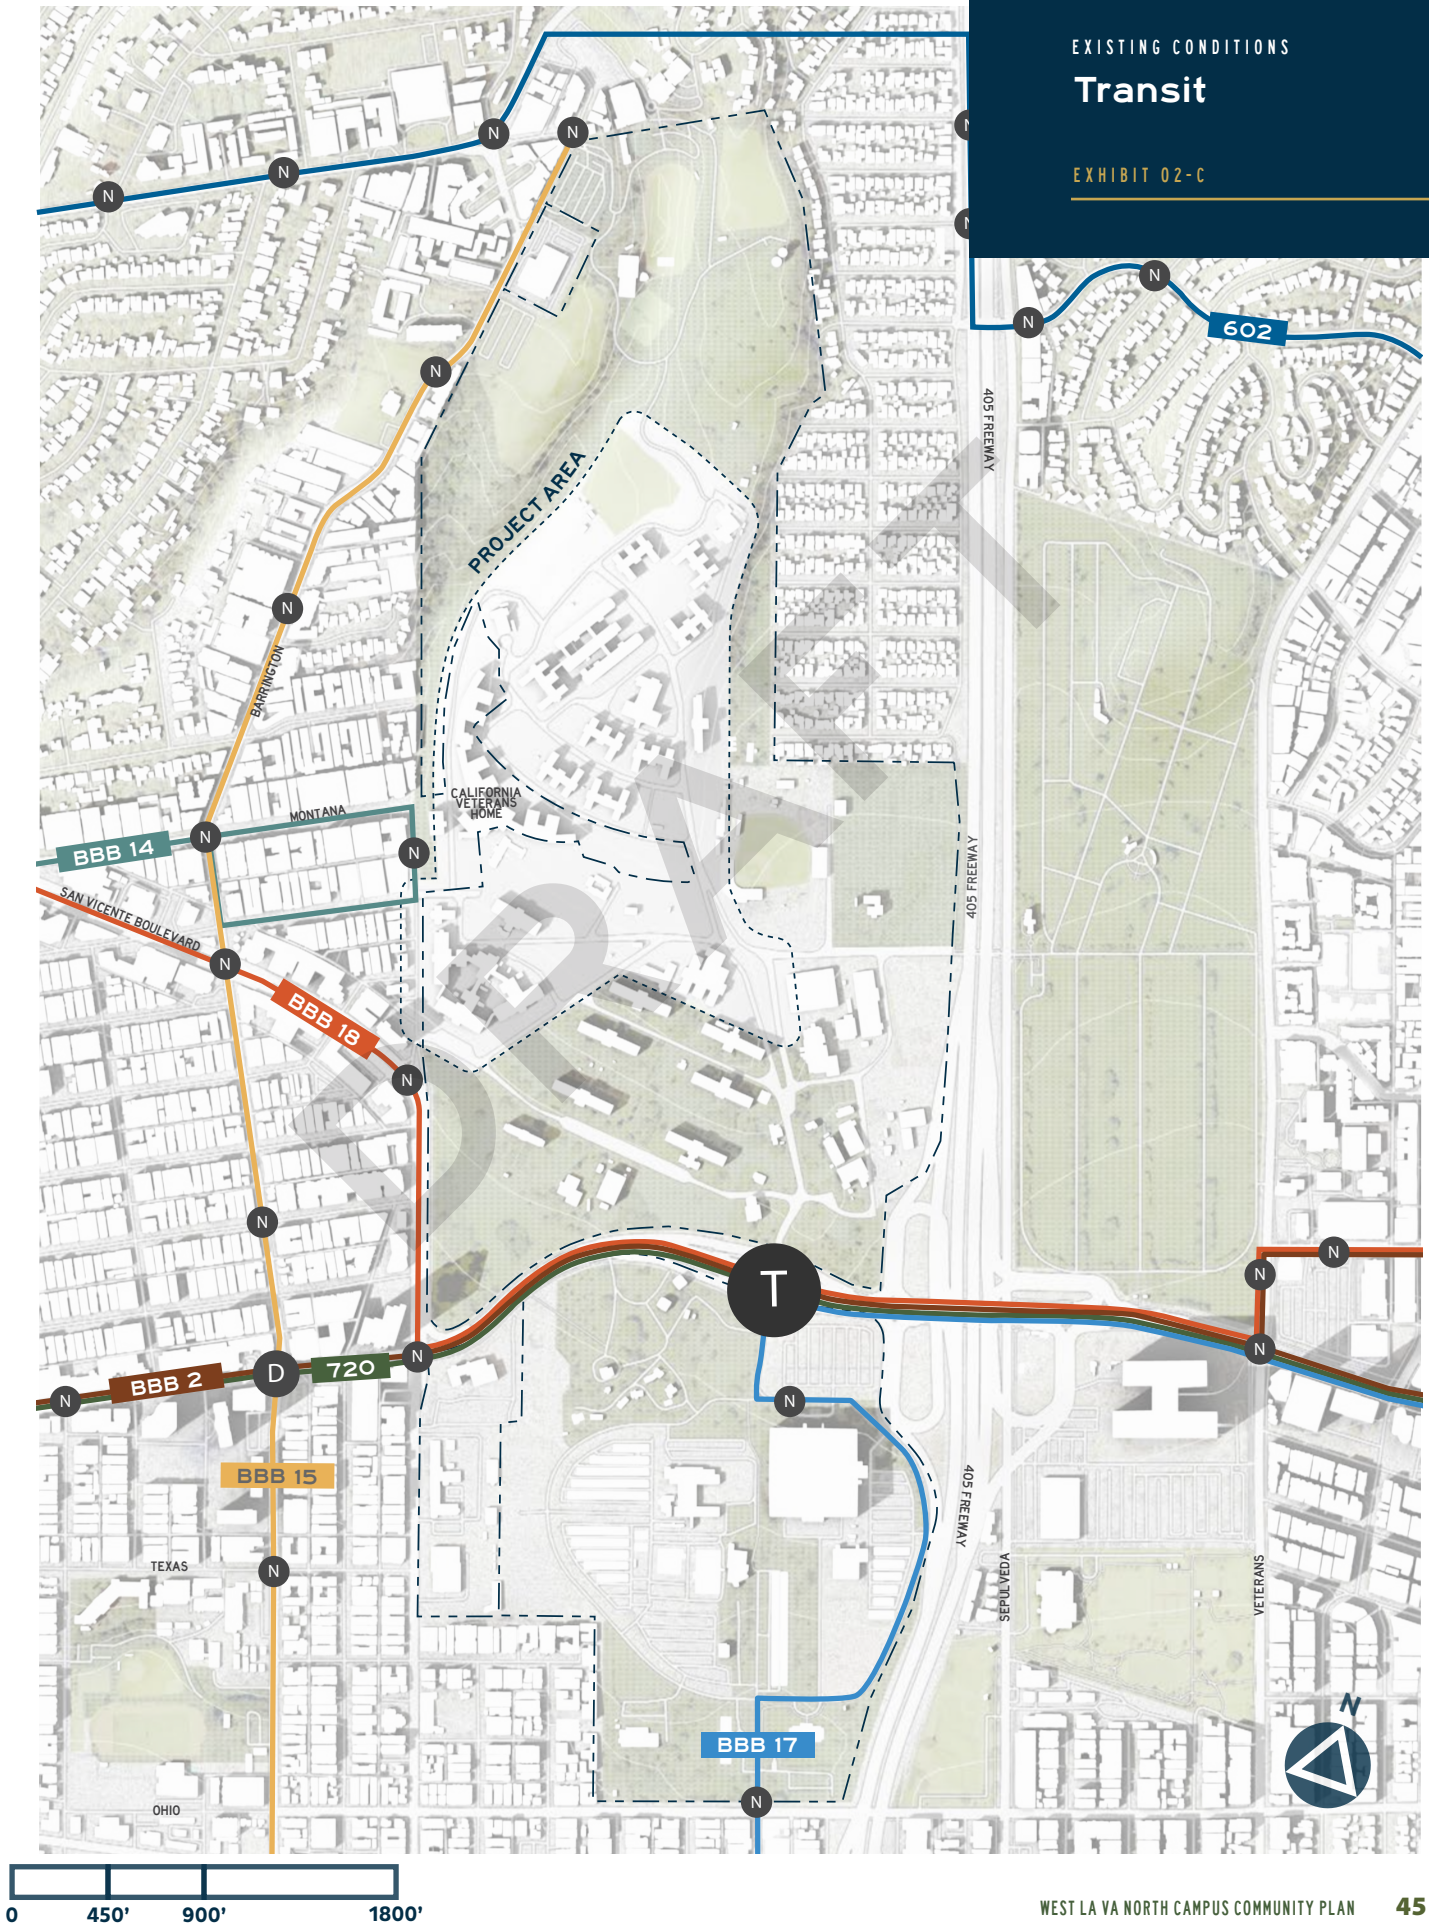 EXISTING CONDITIONS
Transit
EXHIBIT 02-C
N
N
N
N
N
N
N
N
602
N
N
405 FREEWAY
PROJECT AREA
N
BARRINGTON
CALIFORNIA
VETERANS
HOME
MONTANA
BBB 14
N
N
405 FREEWAY
SAN VICENTE BOULEVARD
N
BBB 18
N
DRAFT
N
T
N
N
N
N
BBB 2
D
720
N
N
N
BBB 15
405 FREEWAY
TEXAS
N
SEPULVEDA
VETERANS
BBB 17
N
N
OHIO
0
450'
900'
1800'
WEST LA VA NORTH CAMPUS COMMUNITY PLAN
45